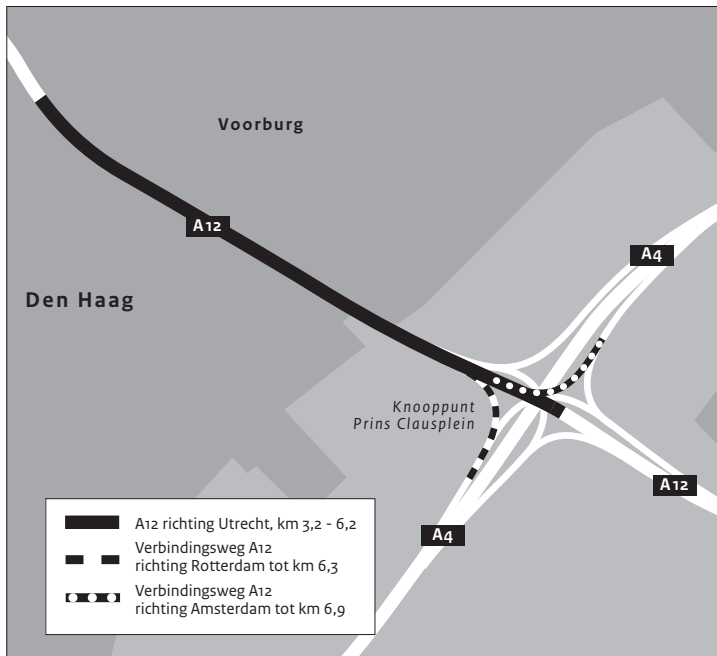 Voorburg
A12
A4
Den Haag
Knooppunt
Prins Clausplein
A12
A4
A12 richting Utrecht, km 3,2 - 6,2
Verbindingsweg A12
richting Rotterdam tot km 6,3
Verbindingsweg A12
richting Amsterdam tot km 6,9